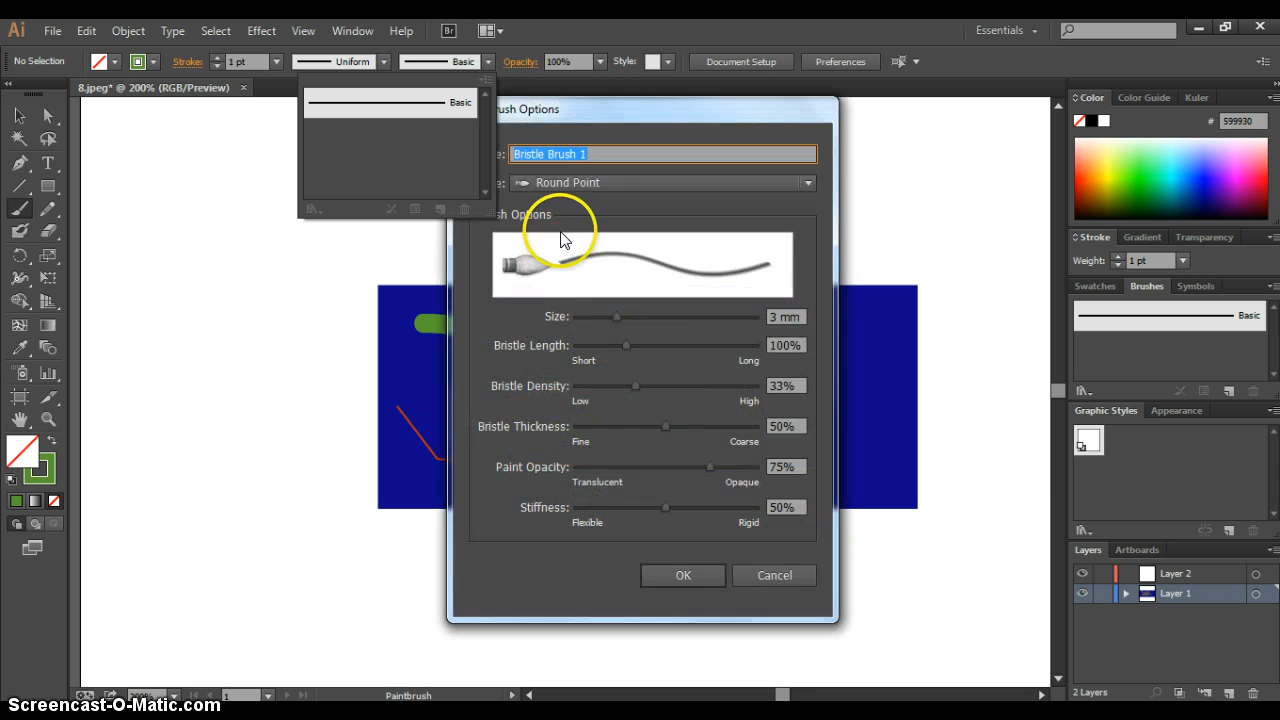 Ai File Edit Object Type Select Effect View Window Help Br Essentials
No Selection Stroke: 1 pt Uniform Basic Opacity: 100% Style: Document Setup Preferences
8.jpeg* @ 200% (RGB/Preview)
Basic
Brush Options
Bristle Brush 1
Round Point
Options
Size: 3 mm
Bristle Length: 100%
Short Long
Bristle Density: 33%
Low High
Bristle Thickness: 50%
Fine Coarse
Paint Opacity: 75%
Translucent Opaque
Stiffness: 50%
Flexible Rigid
OK Cancel
Color Color Guide Kuler
# 599930
Stroke Gradient Transparency
Weight: 1 pt
Swatches Brushes Symbols
Basic
Graphic Styles Appearance
Layers Artboards
Layer 2
Layer 1
2 Layers
200% 1 Paintbrush
Screencast-O-Matic.com